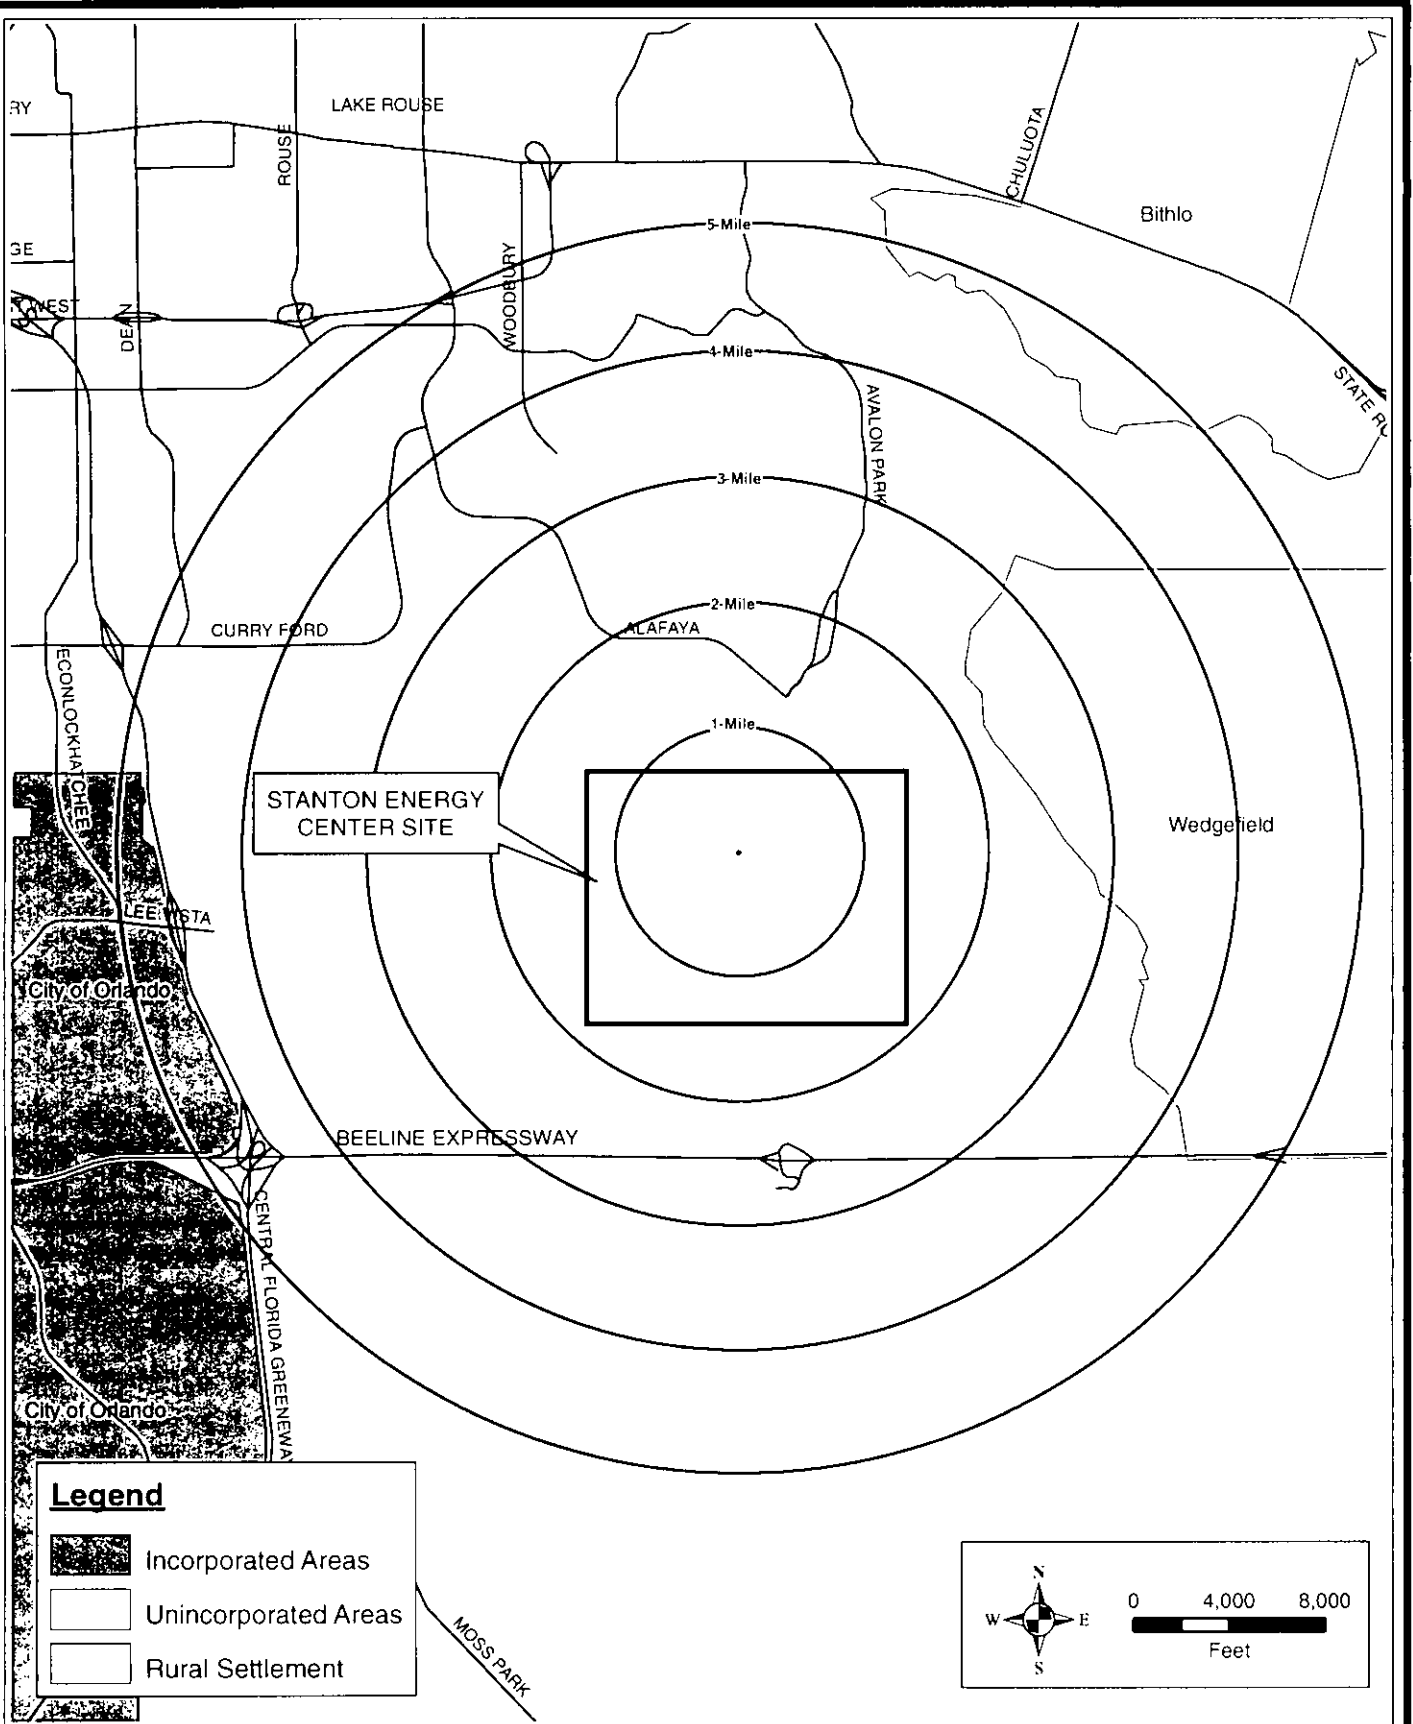 RY
LAKE ROUSE
ROUSE
CHULUOTA
Bithlo
5-Mile
GE
WEST
DEAN
WOODBURY
4-Mile
STATE RO
AVALON PARK
3-Mile
2-Mile
CURRY FORD
ALAFAYA
ECONLOCKHATCHEE
1-Mile
STANTON ENERGY
CENTER SITE
Wedgefield
LEE VISTA
City of Orlando
BEELINE EXPRESSWAY
CENTRAL FLORIDA GREENEWAY
City of Orlando
Legend
Incorporated Areas
Unincorporated Areas
Rural Settlement
MOSS PARK
N
W E
S
0 4,000 8,000
Feet